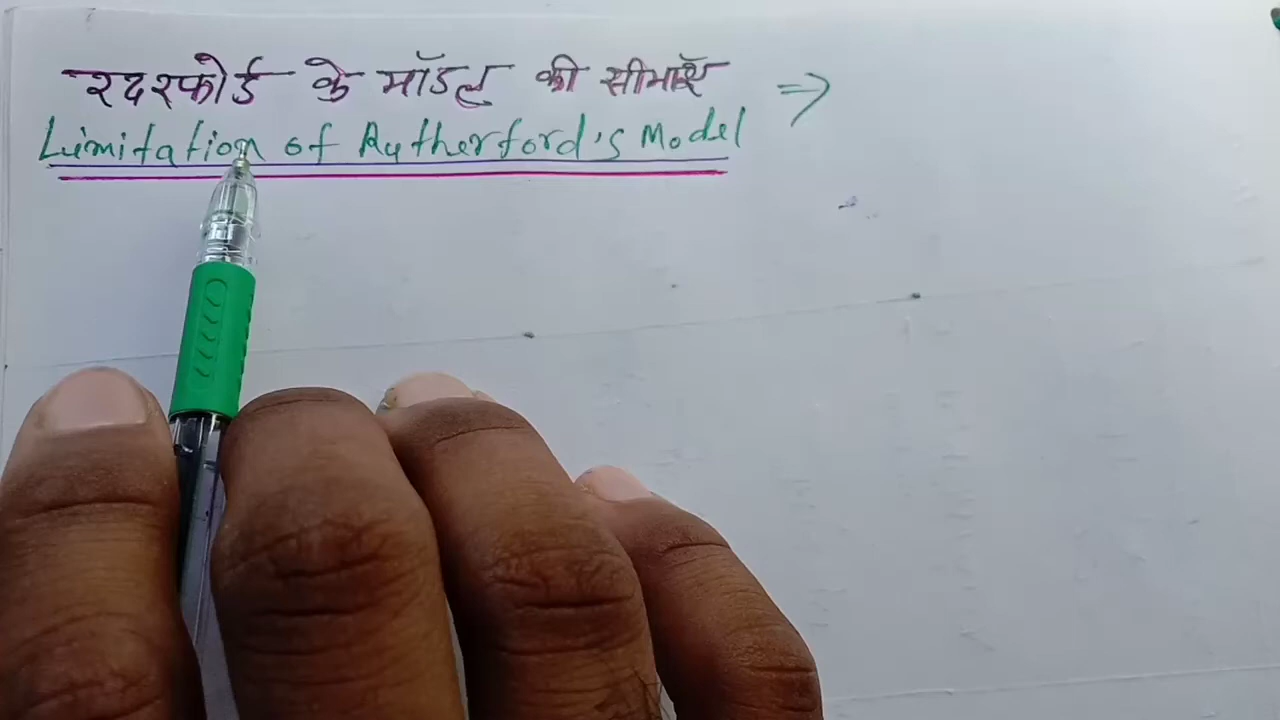 रदरफोर्ड के मॉडल की सीमाएँ ⇒
Limitation of Rutherford's Model